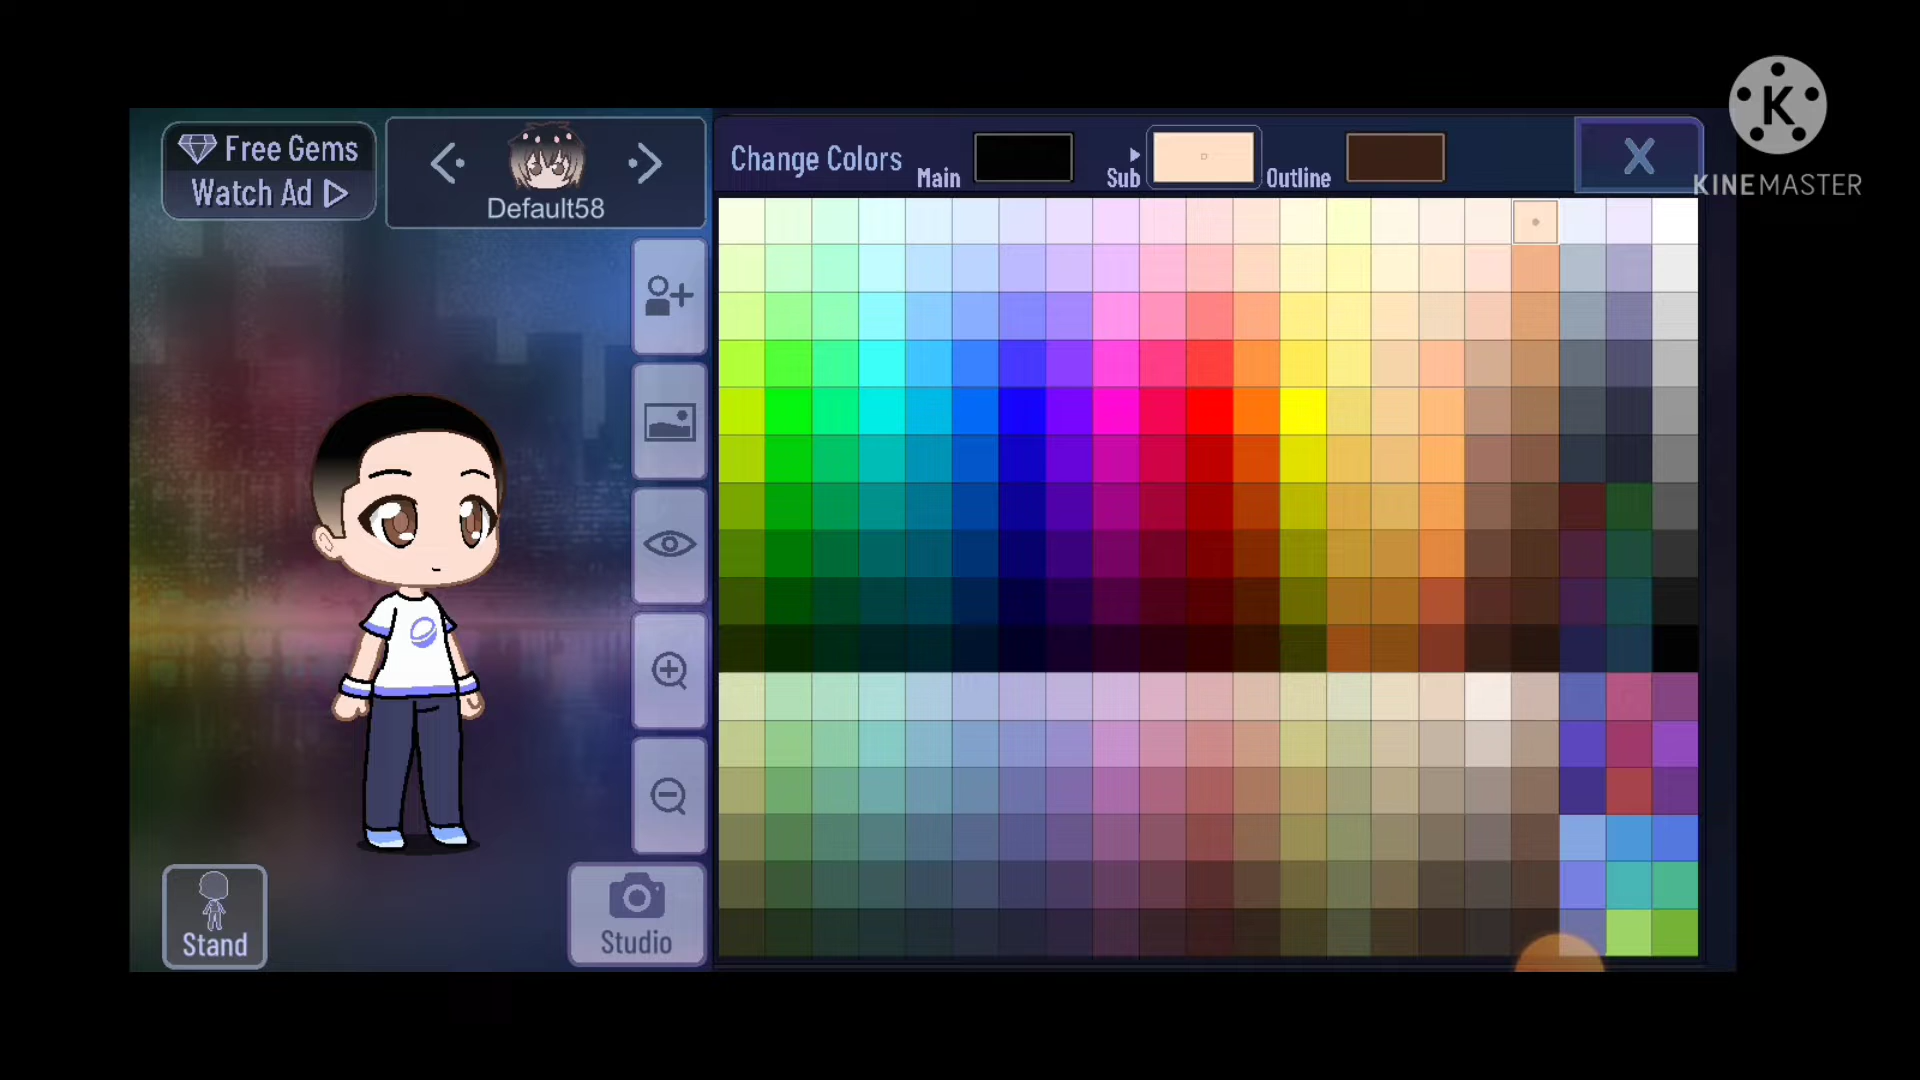 Free Gems
Watch Ad
Default58
Change Colors
Main
Sub
Outline
X
K
KINEMASTER
Stand
Studio